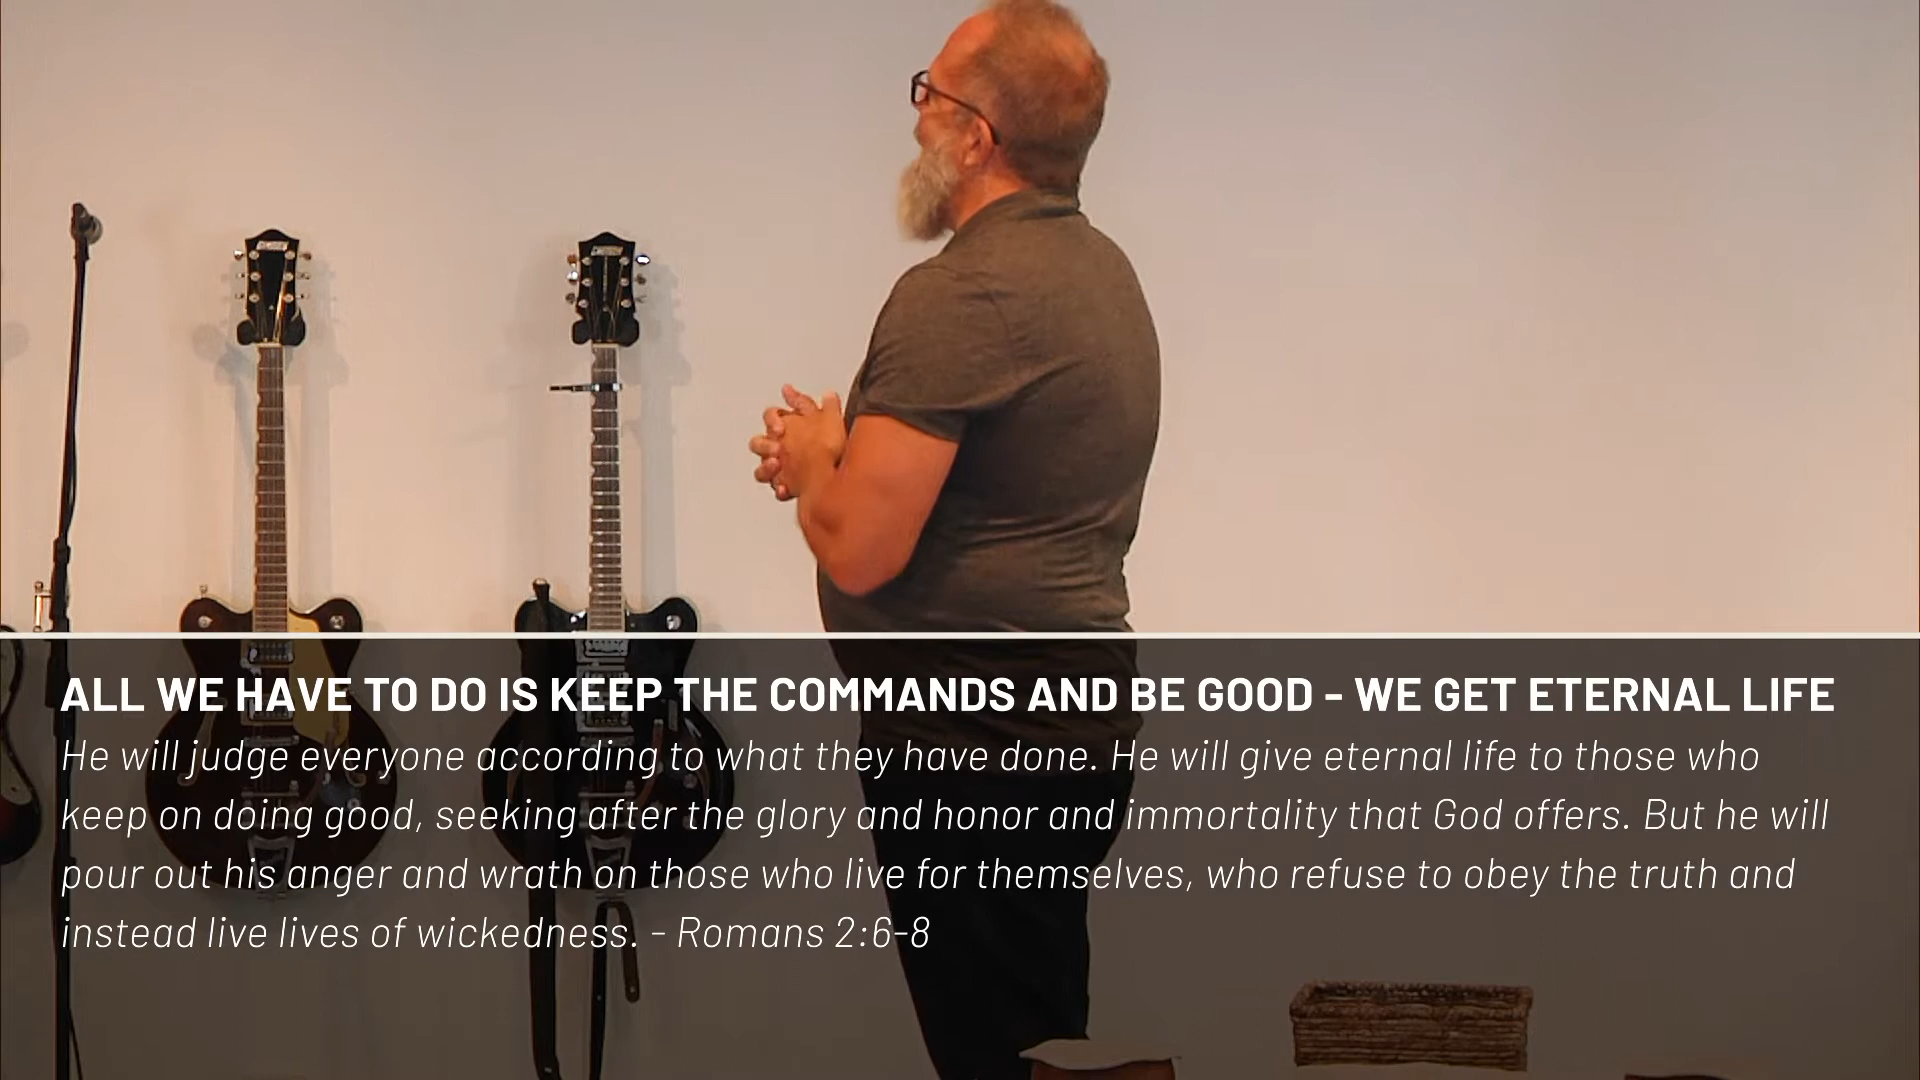 ALL WE HAVE TO DO IS KEEP THE COMMANDS AND BE GOOD - WE GET ETERNAL LIFE
He will judge everyone according to what they have done. He will give eternal life to those who
keep on doing good, seeking after the glory and honor and immortality that God offers. But he will
pour out his anger and wrath on those who live for themselves, who refuse to obey the truth and
instead live lives of wickedness. - Romans 2:6-8